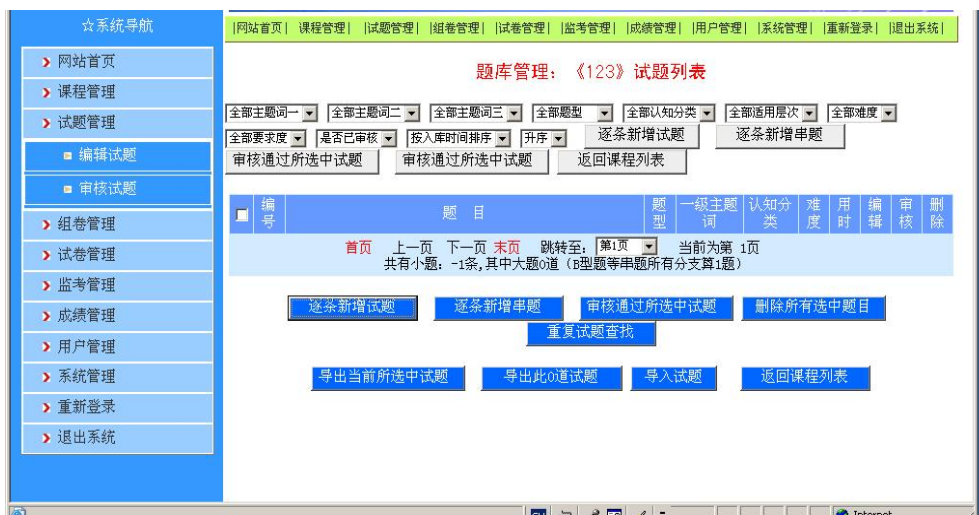 ☆系统导航
|网站首页| 课程管理| |试题管理| |组卷管理| |试卷管理| |监考管理| |成绩管理| |用户管理| |系统管理| |重新登录| |退出系统|
网站首页
课程管理
试题管理
编辑试题
审核试题
组卷管理
试卷管理
监考管理
成绩管理
用户管理
系统管理
重新登录
退出系统
题库管理：《123》试题列表
全部主题词一 全部主题词二 全部主题词三 全部题型 全部认知分类 全部适用层次 全部难度
全部要求度 是否已审核 按入库时间排序 升序 逐条新增试题 逐条新增串题
审核通过所选中试题 审核通过所选中试题 返回课程列表
编号 题 目 题型 一级主题词 认知分类 难度 用时 编辑 审核 删除
首页 上一页 下一页 末页 跳转至：第1页 当前为第 1页
共有小题：-1条,其中大题0道（B型题等串题所有分支算1题）
逐条新增试题 逐条新增串题 审核通过所选中试题 删除所有选中题目
重复试题查找
导出当前所选中试题 导出此0道试题 导入试题 返回课程列表
Internet